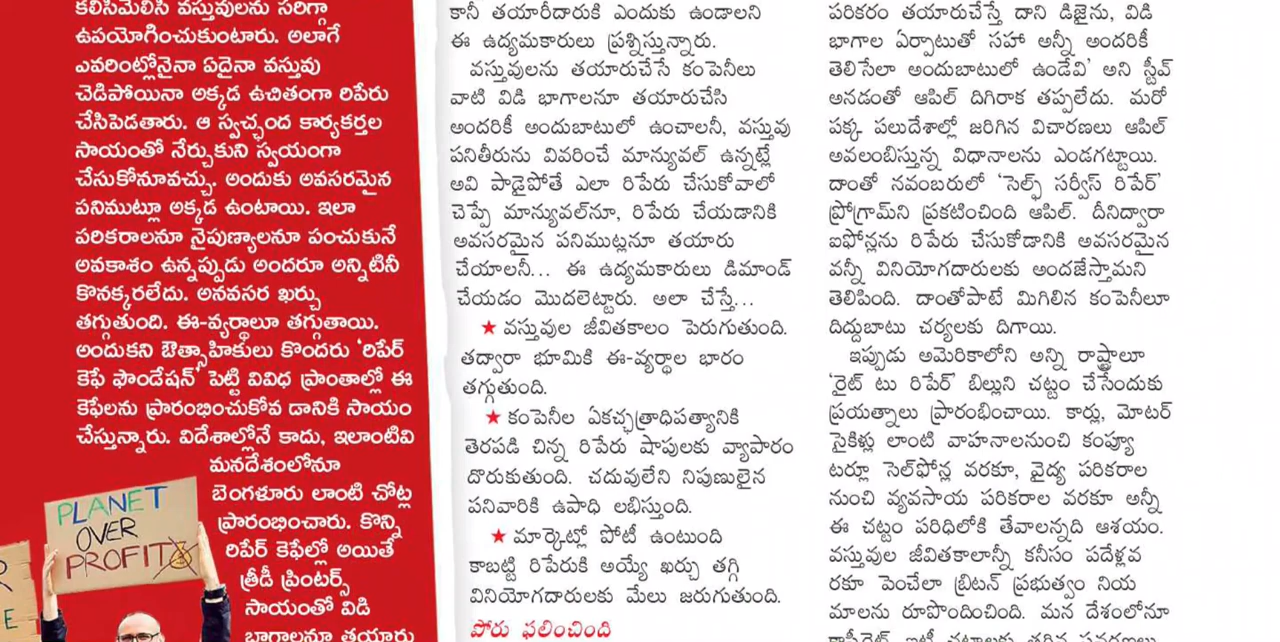 కలిసిమెలిసి వస్తువులను సరిగ్గా
ఉపయోగించుకుంటారు. అలాగే
ఎవరింట్లోనైనా ఏదైనా వస్తువు
చెడిపోయినా అక్కడ ఉచితంగా రిపేరు
చేసిపెడతారు. ఆ స్వచ్ఛంద కార్యకర్తల
సాయంతో నేర్చుకుని స్వయంగా
చేసుకోనూవచ్చు. అందుకు అవసరమైన
పనిముట్లూ అక్కడ ఉంటాయి. ఇలా
పరికరాలనూ నైపుణ్యాలనూ పంచుకునే
అవకాశం ఉన్నప్పుడు అందరూ అన్నిటినీ
కొనక్కరలేదు. అనవసర ఖర్చు
తగ్గుతుంది. ఈ-వ్యర్థాలూ తగ్గుతాయి.
అందుకని ఔత్సాహికులు కొందరు ‘రిపేర్
కెఫే ఫౌండేషన్’ పెట్టి వివిధ ప్రాంతాల్లో ఈ
కెఫేలను ప్రారంభించుకోవ డానికి సాయం
చేస్తున్నారు. విదేశాల్లోనే కాదు, ఇలాంటివి
మనదేశంలోనూ
బెంగళూరు లాంటి చోట్ల
ప్రారంభించారు. కొన్ని
రిపేర్ కెఫేల్లో అయితే
త్రీడీ ప్రింటర్స్
సాయంతో విడి
భాగాలనూ తయారు
PLANET
OVER
PROFIT
R
E
కానీ తయారీదారుకి ఎందుకు ఉండాలని
ఈ ఉద్యమకారులు ప్రశ్నిస్తున్నారు.
వస్తువులను తయారుచేసే కంపెనీలు
వాటి విడి భాగాలనూ తయారుచేసి
అందరికీ అందుబాటులో ఉంచాలనీ, వస్తువు
పనితీరును వివరించే మాన్యువల్ ఉన్నట్లే
అవి పాడైపోతే ఎలా రిపేరు చేసుకోవాలో
చెప్పే మాన్యువల్‌నూ, రిపేరు చేయడానికి
అవసరమైన పనిముట్లనూ తయారు
చేయాలనీ... ఈ ఉద్యమకారులు డిమాండ్
చేయడం మొదలెట్టారు. అలా చేస్తే...
★ వస్తువుల జీవితకాలం పెరుగుతుంది.
తద్వారా భూమికి ఈ-వ్యర్థాల భారం
తగ్గుతుంది.
★ కంపెనీల ఏకచ్ఛత్రాధిపత్యానికి
తెరపడి చిన్న రిపేరు షాపులకు వ్యాపారం
దొరుకుతుంది. చదువులేని నిపుణులైన
పనివారికి ఉపాధి లభిస్తుంది.
★ మార్కెట్లో పోటీ ఉంటుంది
కాబట్టి రిపేరుకి అయ్యే ఖర్చు తగ్గి
వినియోగదారులకు మేలు జరుగుతుంది.
పోరు ఫలించింది
పరికరం తయారుచేస్తే దాని డిజైను, విడి
భాగాల ఏర్పాటుతో సహా అన్నీ అందరికీ
తెలిసేలా అందుబాటులో ఉండేవి’ అని స్టీవ్
అనడంతో ఆపిల్ దిగిరాక తప్పలేదు. మరో
పక్క పలుదేశాల్లో జరిగిన విచారణలు ఆపిల్
అవలంబిస్తున్న విధానాలను ఎండగట్టాయి.
దాంతో నవంబరులో ‘సెల్ఫ్ సర్వీస్ రిపేర్’
ప్రోగ్రామ్‌ని ప్రకటించింది ఆపిల్. దీనిద్వారా
ఐఫోన్లను రిపేరు చేసుకోడానికి అవసరమైన
వన్నీ వినియోగదారులకు అందజేస్తామని
తెలిపింది. దాంతోపాటే మిగిలిన కంపెనీలూ
దిద్దుబాటు చర్యలకు దిగాయి.
ఇప్పుడు అమెరికాలోని అన్ని రాష్ట్రాలూ
‘రైట్ టు రిపేర్’ బిల్లుని చట్టం చేసేందుకు
ప్రయత్నాలు ప్రారంభించాయి. కార్లు, మోటర్
సైకిళ్లు లాంటి వాహనాలనుంచి కంప్యూ
టర్లూ సెల్‌ఫోన్ల వరకూ, వైద్య పరికరాల
నుంచి వ్యవసాయ పరికరాల వరకూ అన్నీ
ఈ చట్టం పరిధిలోకి తేవాలన్నది ఆశయం.
వస్తువుల జీవితకాలాన్నీ కనీసం పదేళ్లవ
రకూ పెంచేలా బ్రిటన్ ప్రభుత్వం నియ
మాలను రూపొందించింది. మన దేశంలోనూ